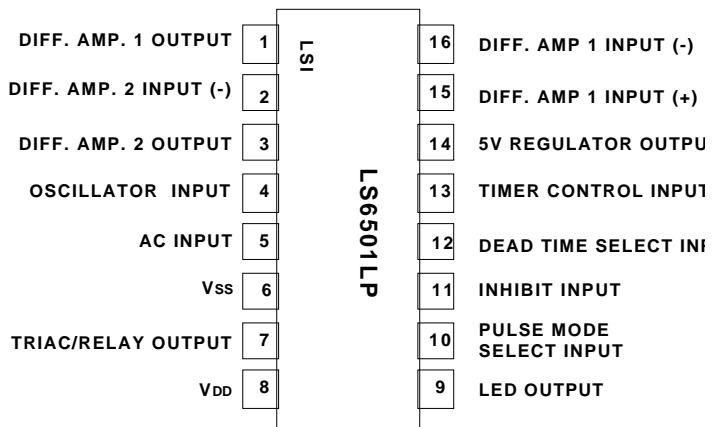 DIFF. AMP. 1 OUTPUT 1
DIFF. AMP. 2 INPUT (-) 2
DIFF. AMP. 2 OUTPUT 3
OSCILLATOR INPUT 4
AC INPUT 5
VSS 6
TRIAC/RELAY OUTPUT 7
VDD 8
LSI
LS6501LP
16 DIFF. AMP 1 INPUT (-)
15 DIFF. AMP 1 INPUT (+)
14 5V REGULATOR OUTPU
13 TIMER CONTROL INPUT
12 DEAD TIME SELECT INP
11 INHIBIT INPUT
10 PULSE MODE
SELECT INPUT
9 LED OUTPUT